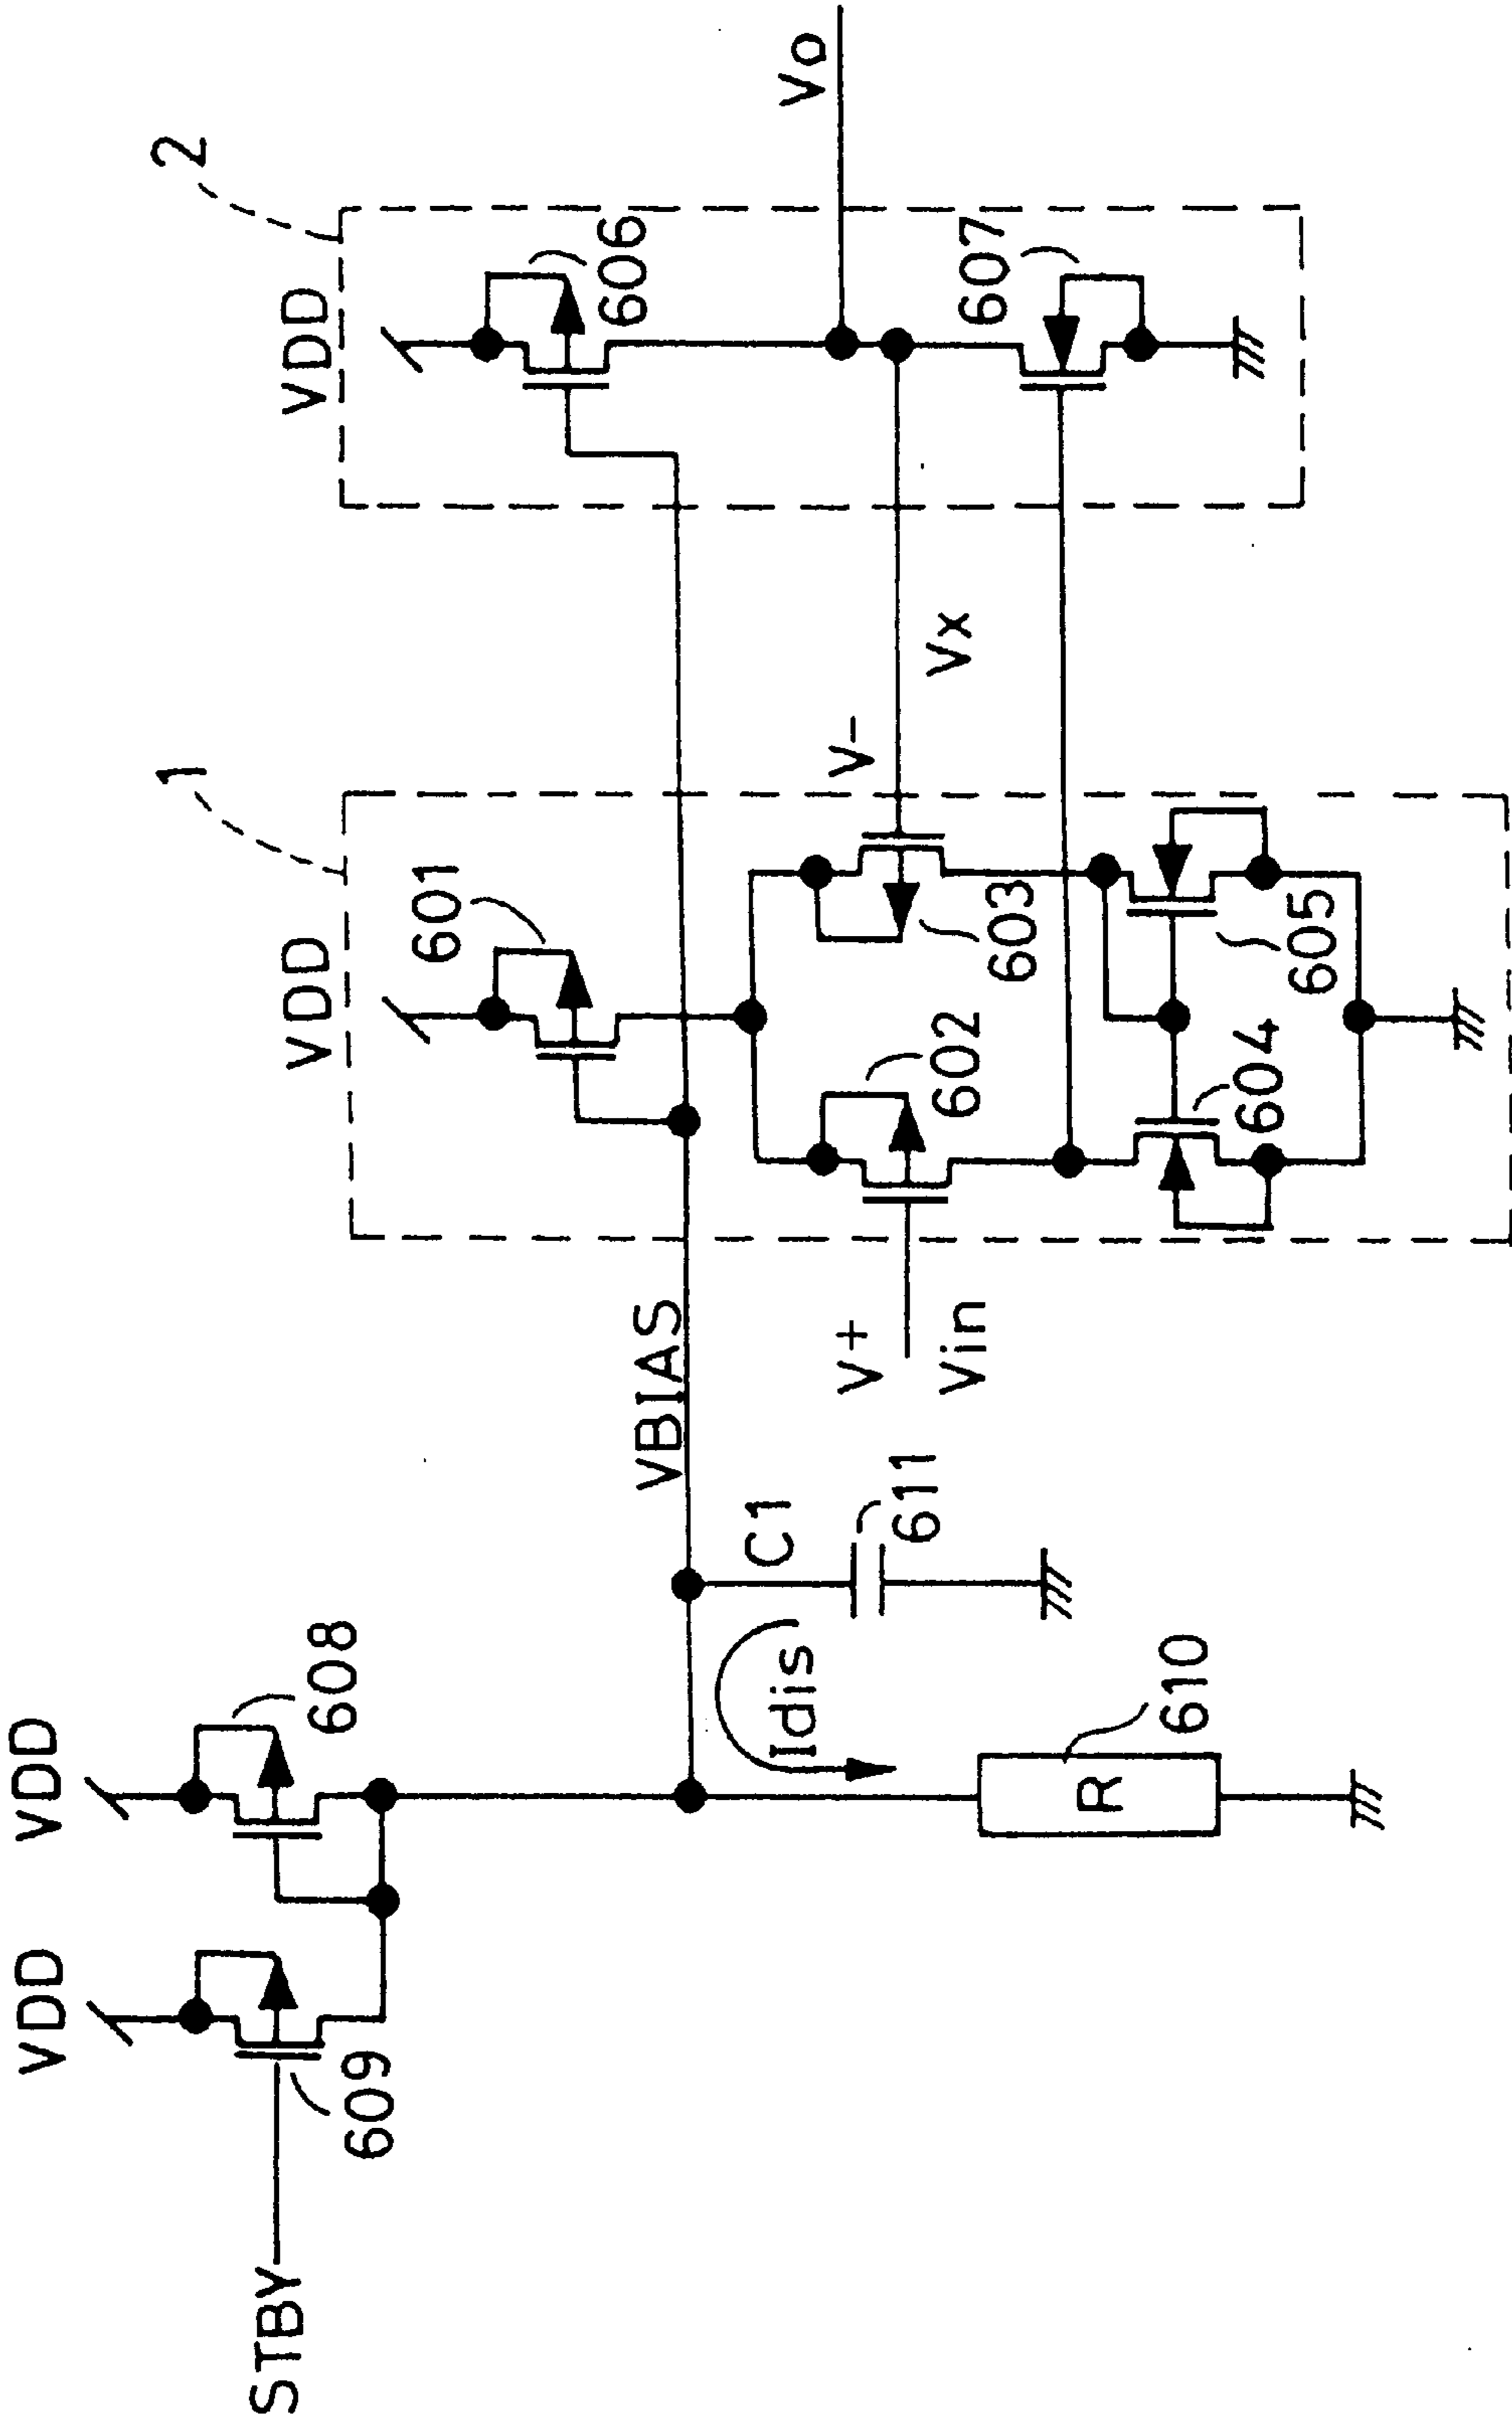 STBY
VDD
609
VDD
608
Idis
R
610
C1
611
VBIAS
V+
Vin
1
VDD
601
602
603
604
605
V-
Vx
2
VDD
606
607
Vo